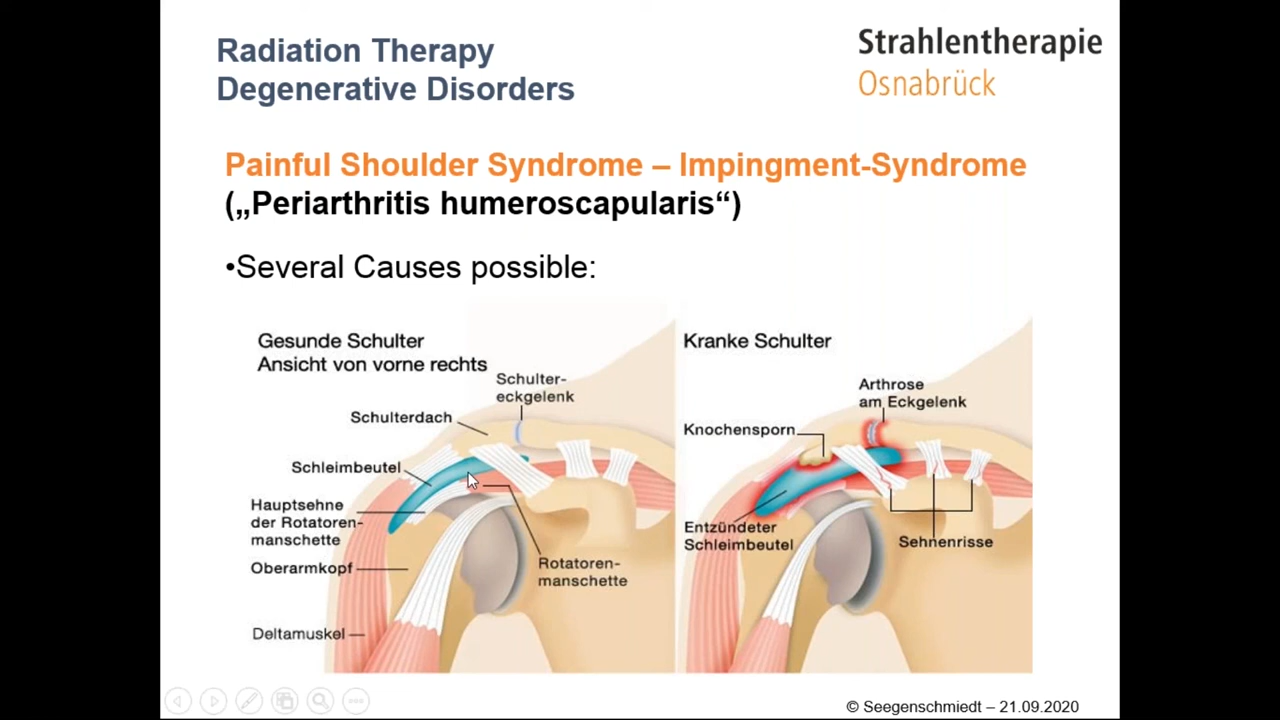 Radiation Therapy
Degenerative Disorders
Strahlentherapie
Osnabrück
Painful Shoulder Syndrome – Impingment-Syndrome
(„Periarthritis humeroscapularis“)
•Several Causes possible:
Gesunde Schulter
Ansicht von vorne rechts
Schulter-
eckgelenk
Schulterdach
Schleimbeutel
Hauptsehne
der Rotatoren-
manschette
Oberarmkopf
Rotatoren-
manschette
Deltamuskel
Kranke Schulter
Arthrose
am Eckgelenk
Knochensporn
Entzündeter
Schleimbeutel
Sehnenrisse
© Seegenschmiedt – 21.09.2020